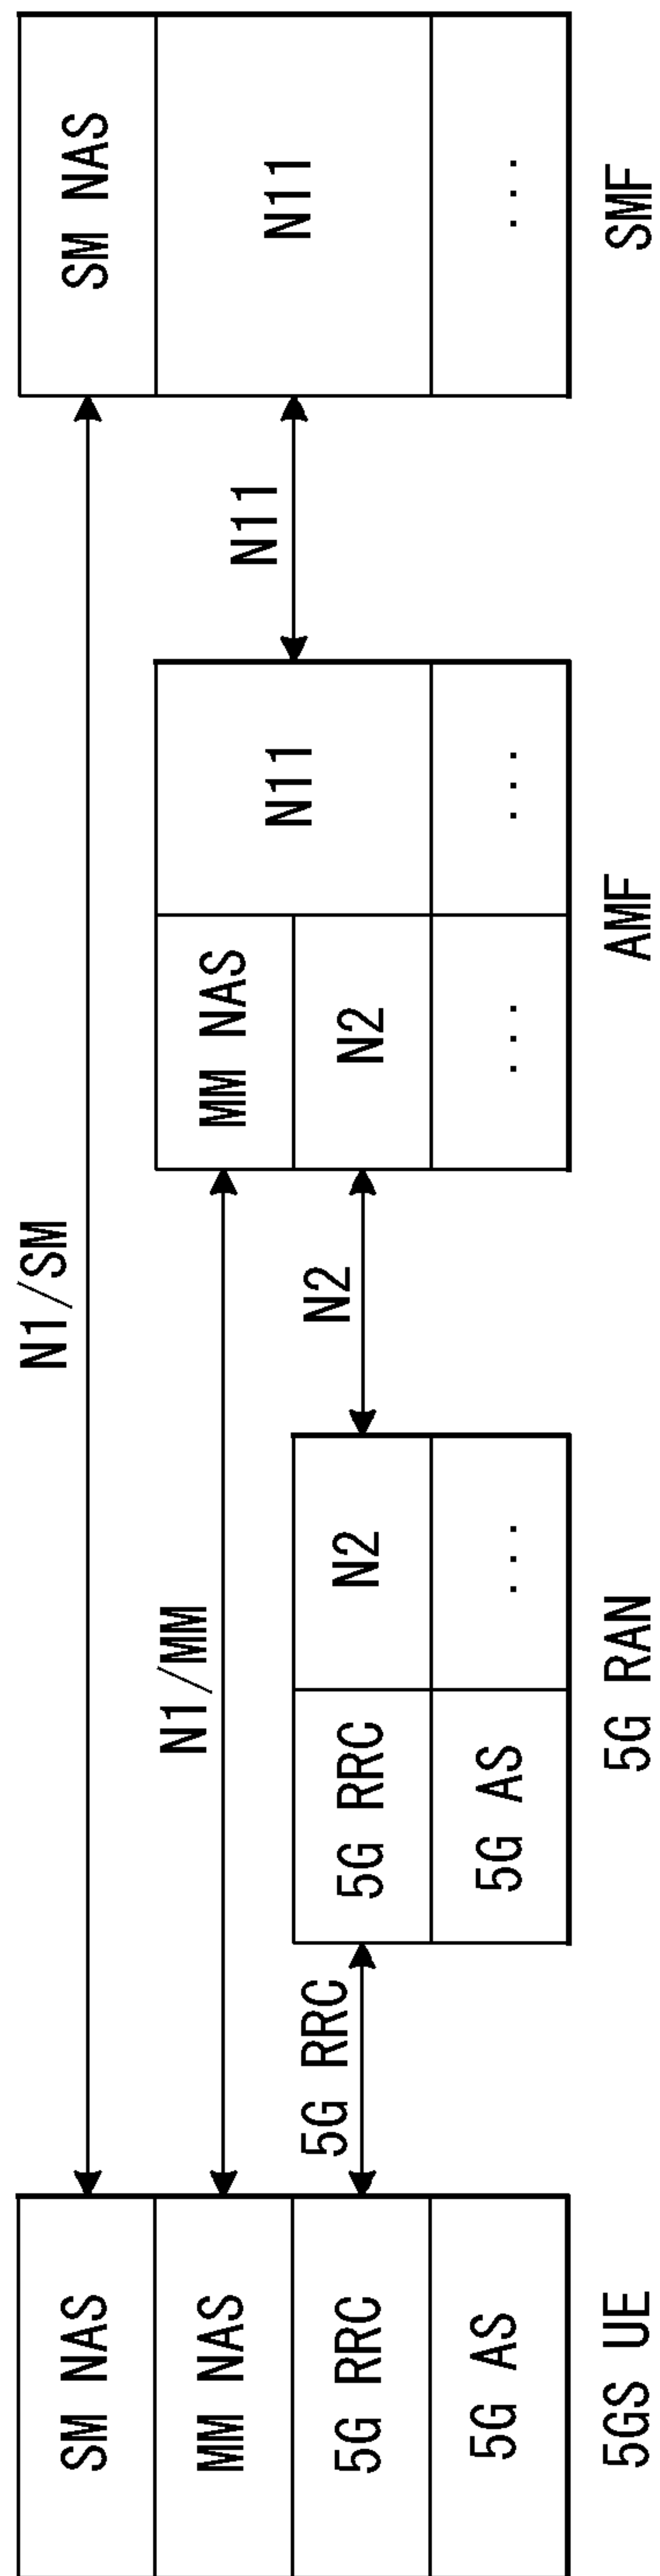 N1/SM
SM NAS
SM NAS
N1/MM
MM NAS
MM NAS
N11
N11
N11
5G RRC
5G RRC
5G RRC
N2
N2
N2
5G AS
5G AS
...
...
...
...
5GS UE
5G RAN
AMF
SMF